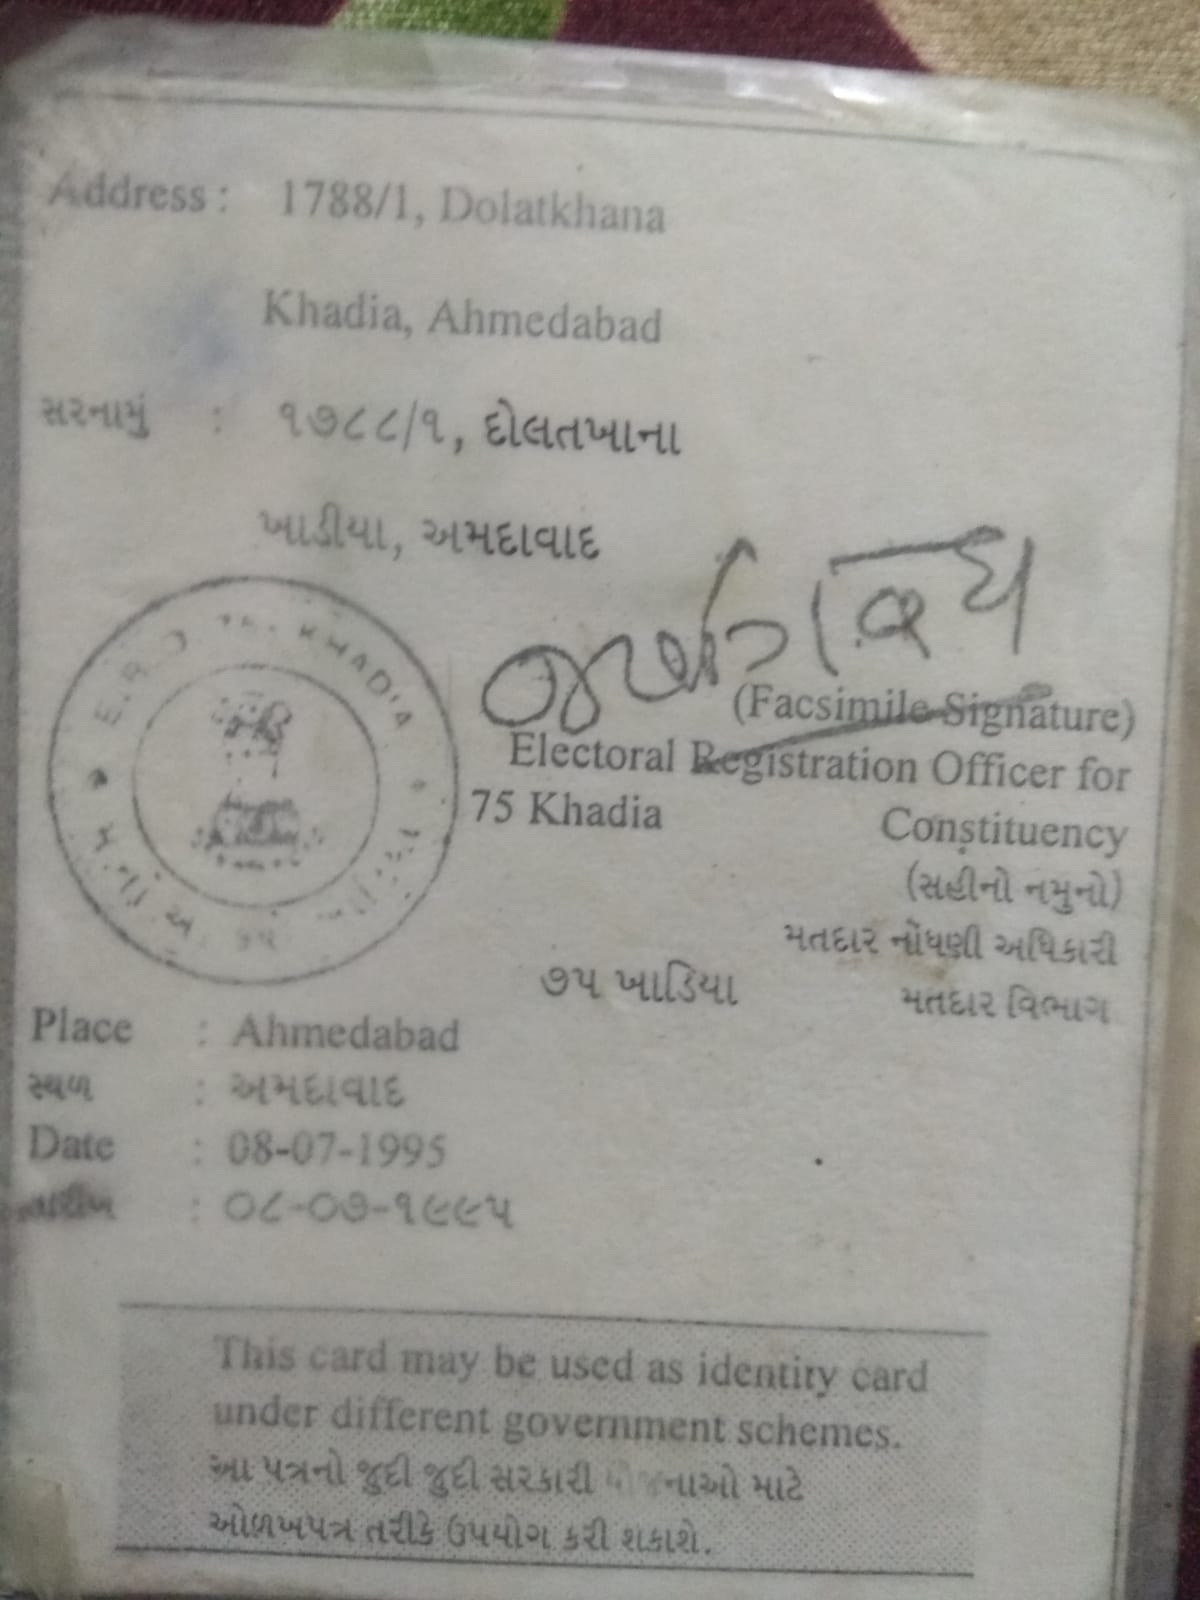 Address : 1788/1, Dolatkhana
Khadia, Ahmedabad
સરનામું : ૧૭૮૮/૧, દોલતખાના
ખાડીયા, અમદાવાદ
(Facsimile Signature)
Electoral Registration Officer for
75 Khadia Constituency
(સહીનો નમુનો)
મતદાર નોંધણી અધિકારી
૭૫ ખાડિયા મતદાર વિભાગ
KHADIA
Place : Ahmedabad
સ્થળ : અમદાવાદ
Date : 08-07-1995
તારીખ : ૦૮-૦૭-૧૯૯૫
This card may be used as identity card
under different government schemes.
આ પત્રનો જુદી જુદી સરકારી યોજનાઓ માટે
ઓળખપત્ર તરીકે ઉપયોગ કરી શકાશે.